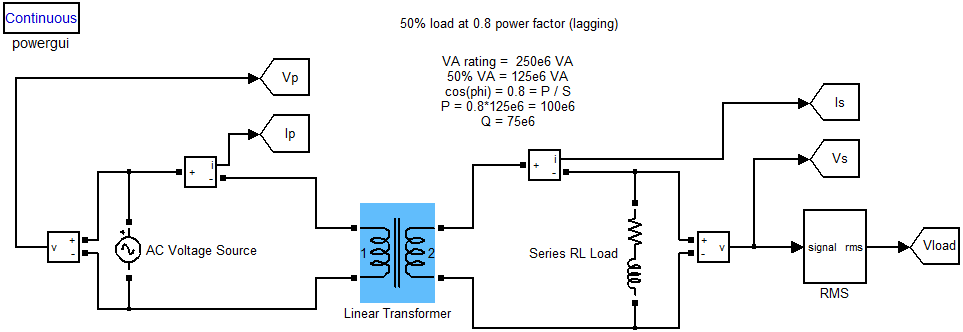 Continuous
powergui
50% load at 0.8 power factor (lagging)
VA rating = 250e6 VA
50% VA = 125e6 VA
cos(phi) = 0.8 = P / S
P = 0.8*125e6 = 100e6
Q = 75e6
Vp
Ip
Is
Vs
+
i
-
+
i
-
v
+
-
+
AC Voltage Source
1
2
Linear Transformer
Series RL Load
+
-
v
signal
rms
RMS
Vload